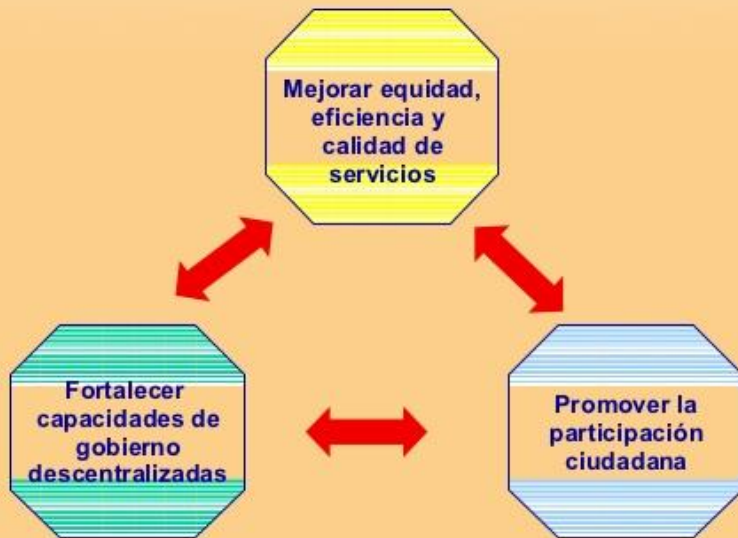 Mejorar equidad,
eficiencia y
calidad de
servicios
Fortalecer
capacidades de
gobierno
descentralizadas
Promover la
participación
ciudadana